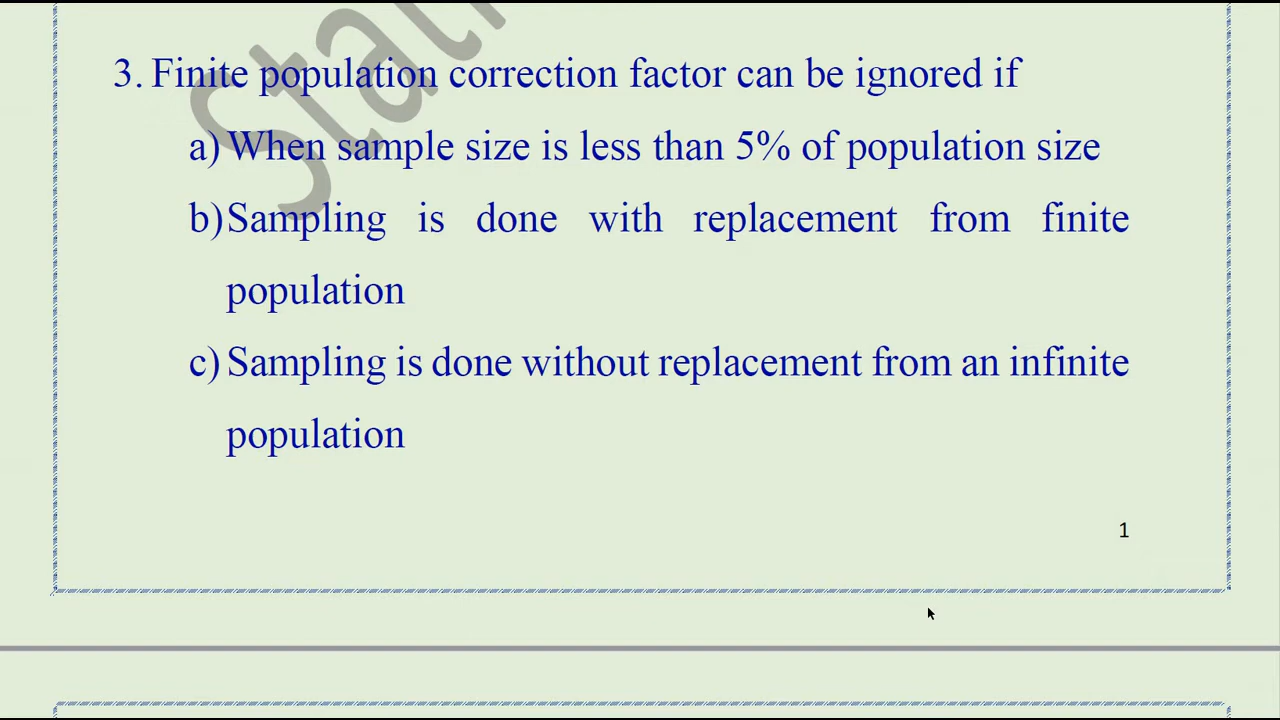 3. Finite population correction factor can be ignored if
a) When sample size is less than 5% of population size
b) Sampling is done with replacement from finite
population
c) Sampling is done without replacement from an infinite
population
1